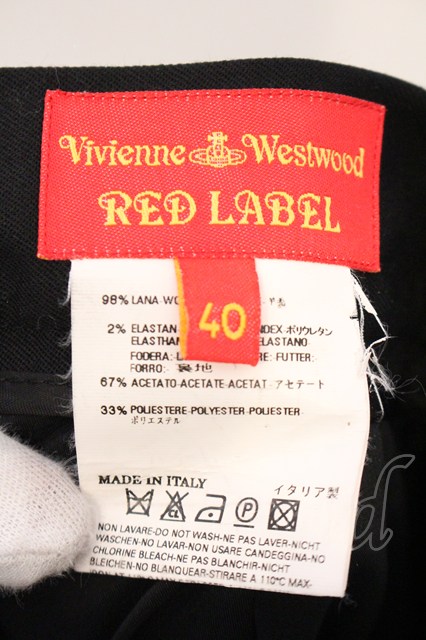 Vivienne Westwood
RED LABEL
40
98% LANA-WO
2% ELASTAN NDEX-ポリウレタン
ELASTHAN ELASTANO
FODERA: RE: FUTTER:
FORRO: 裏地
67% ACETATO-ACETATE-ACETAT-アセテート
33% POLIESTERE-POLYESTER-POLIESTER-
ポリエステル
MADE IN ITALY イタリア製
CL P
NON LAVARE-DO NOT WASH-NE PAS LAVER-NICHT
WASCHEN-NO LAVAR-NON USARE CANDEGGINA-NO
CHLORINE BLEACH-NE PAS BLANCHIR-NICHT
BLEICHEN-NO BLANQUEAR-STIRARE A 110°C MAX-